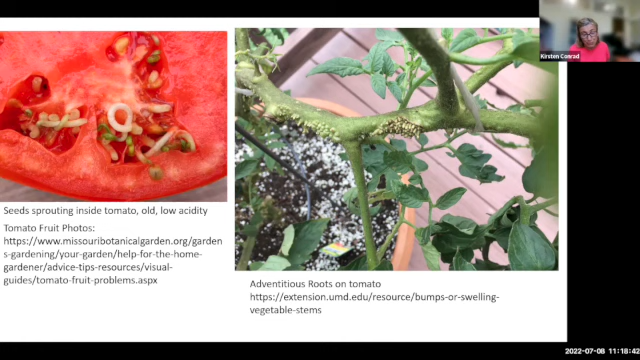 Kirsten Conrad
Seeds sprouting inside tomato, old, low acidity
Tomato Fruit Photos:
https://www.missouribotanicalgarden.org/garden
s-gardening/your-garden/help-for-the-home-
gardener/advice-tips-resources/visual-
guides/tomato-fruit-problems.aspx
Adventitious Roots on tomato
https://extension.umd.edu/resource/bumps-or-swelling-
vegetable-stems
2022-07-08 11:18:42